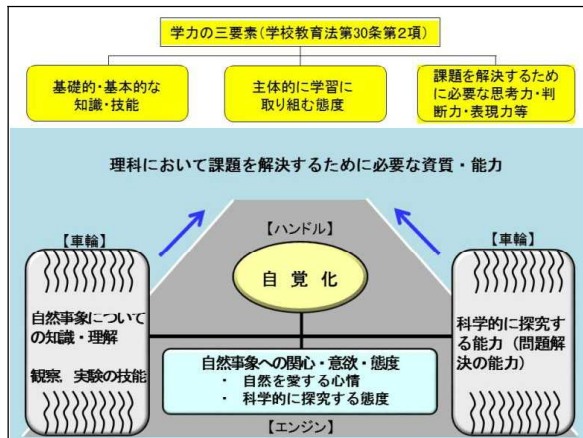 学力の三要素(学校教育法第30条第2項)
基礎的・基本的な
知識・技能
主体的に学習に
取り組む態度
課題を解決するため
に必要な思考力・判
断力・表現力等
理科において課題を解決するために必要な資質・能力
【車輪】
【ハンドル】
【車輪】
自 覚 化
自然事象について
の知識・理解
観察,実験の技能
科学的に探究す
る能力(問題解
決の能力)
自然事象への関心・意欲・態度
・ 自然を愛する心情
・ 科学的に探究する態度
【エンジン】